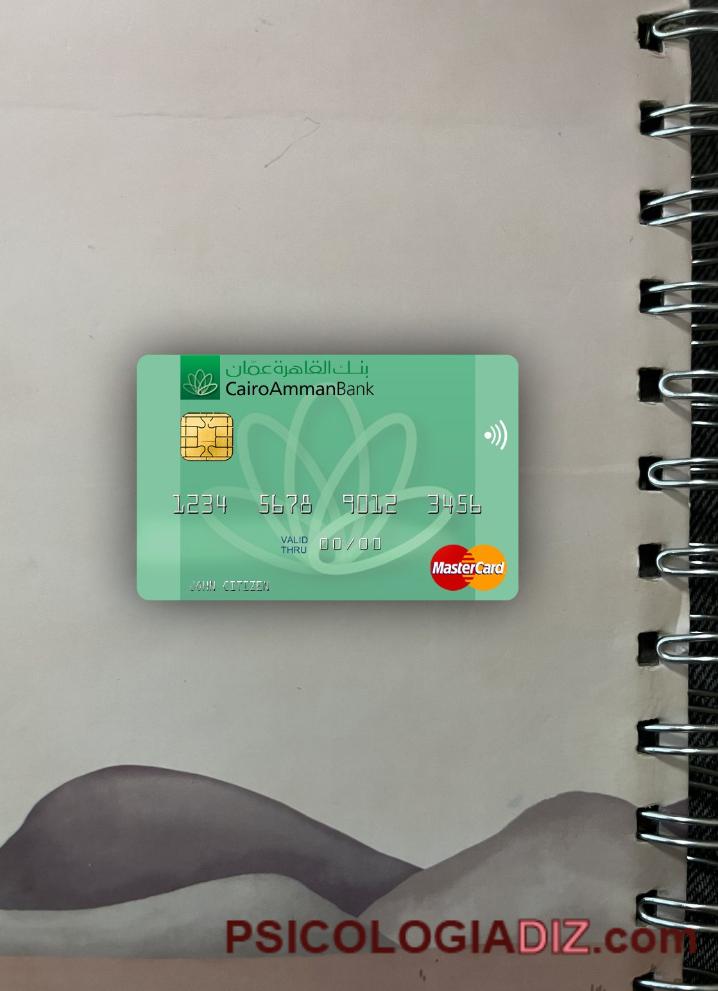 بنك القاهرة عمان
CairoAmmanBank
1234 5678 9012 3456
VALID
THRU 00/00
JOHN CITIZEN
MasterCard
PSICOLOGIADIZ.com